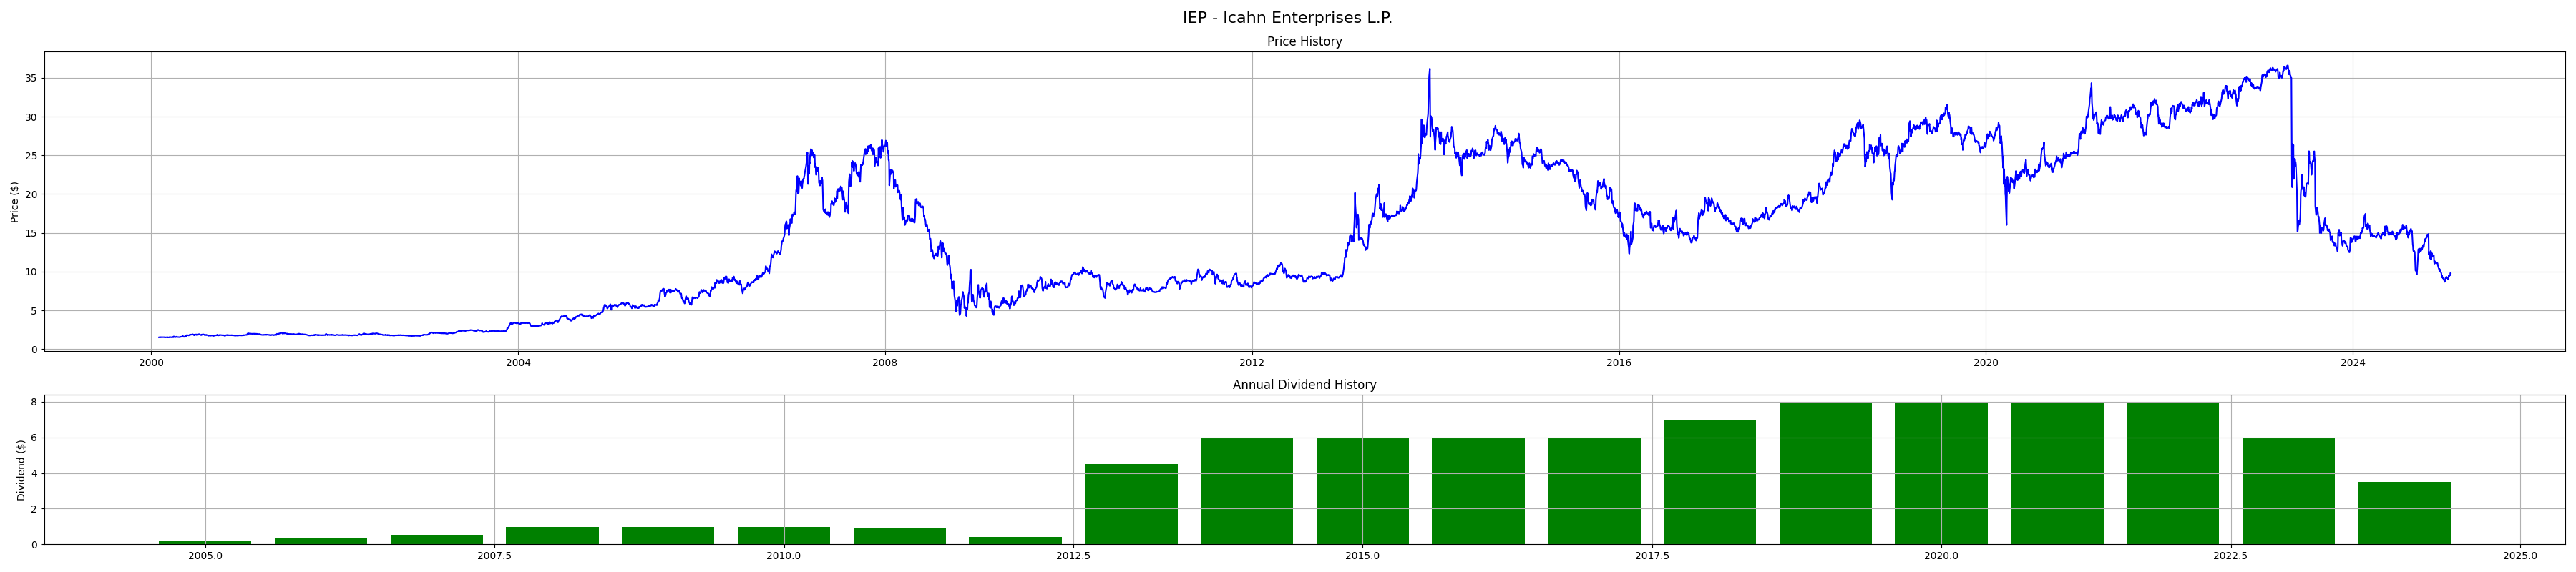 IEP - Icahn Enterprises L.P.
Price History
Price ($)
35
30
25
20
15
10
5
0
2000 2004 2008 2012 2016 2020 2024
Annual Dividend History
Dividend ($)
8
6
4
2
0
2005.0 2007.5 2010.0 2012.5 2015.0 2017.5 2020.0 2022.5 2025.0